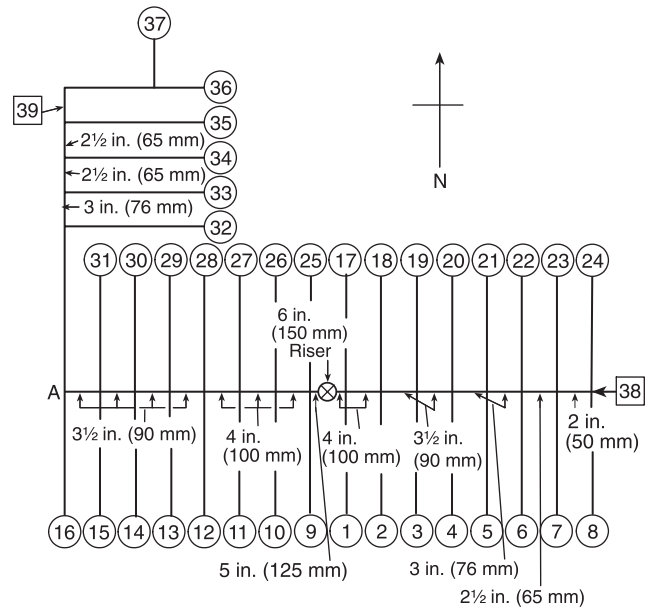 37
36
39
35
2½ in. (65 mm)
34
2½ in. (65 mm)
33
3 in. (76 mm)
32
N
31 30 29 28 27 26 25 17 18 19 20 21 22 23 24
6 in.
(150 mm)
Riser
A
38
3½ in. (90 mm)
4 in.
(100 mm)
4 in.
(100 mm)
3½ in.
(90 mm)
2 in.
(50 mm)
16 15 14 13 12 11 10 9 1 2 3 4 5 6 7 8
5 in. (125 mm)
3 in. (76 mm)
2½ in. (65 mm)